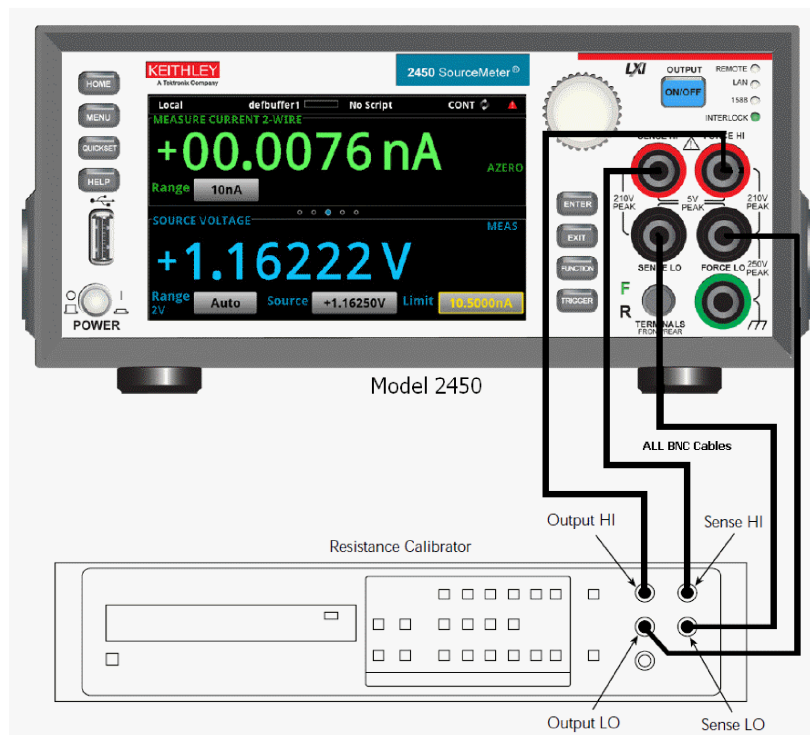 KEITHLEY
A Tektronix Company
2450 SourceMeter®
LXI
OUTPUT
ON/OFF
REMOTE
LAN
1588
INTERLOCK
HOME
MENU
QUICKSET
HELP
Local defbuffer1 No Script CONT
MEASURE CURRENT 2-WIRE
+00.0076 nA
AZERO
Range 10nA
SOURCE VOLTAGE
MEAS
+1.16222 V
Range Auto Source +1.16250V Limit 10.5000nA
2V
POWER
O I
ENTER
EXIT
FUNCTION
TRIGGER
SENSE HI FORCE HI
210V PEAK
5V PEAK
210V PEAK
SENSE LO FORCE LO
250V PEAK
F
R
TERMINALS
FRONT/REAR
Model 2450
ALL BNC Cables
Output HI
Sense HI
Resistance Calibrator
Output LO
Sense LO